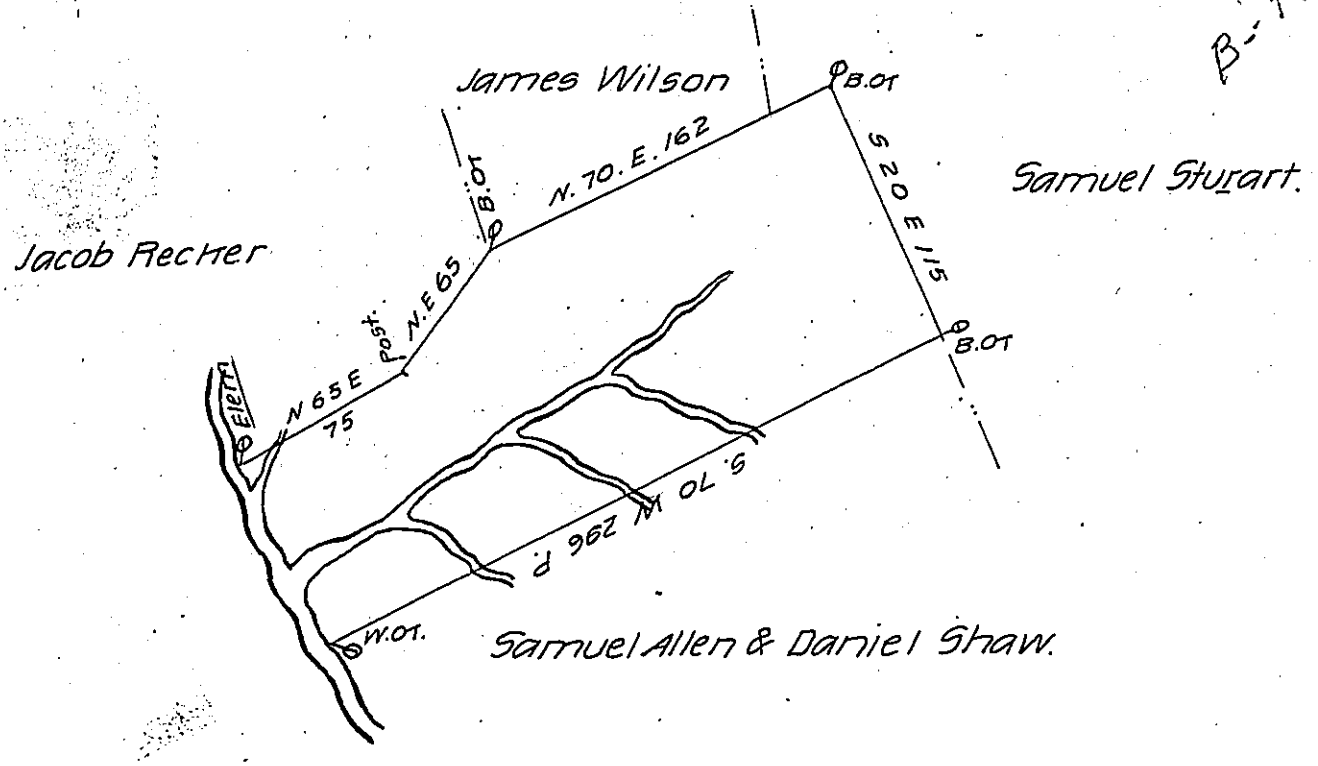 B-
James Wilson
B.OT
B.OT
N. 70. E. 162
S 20 E 115
Samuel Sturart.
Jacob Recher
N.E 65
Post.
B.OT
Elem
N 65 E
75
S. 70 W 296 P.
W.OT.
Samuel Allen & Daniel Shaw.